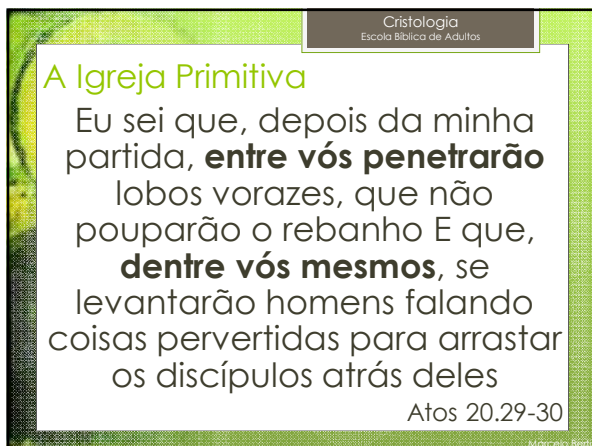 Cristologia
Escola Bíblica de Adultos
A Igreja Primitiva
Eu sei que, depois da minha
partida, entre vós penetrarão
lobos vorazes, que não
pouparão o rebanho E que,
dentre vós mesmos, se
levantarão homens falando
coisas pervertidas para arrastar
os discípulos atrás deles
Atos 20.29-30
Marcelo